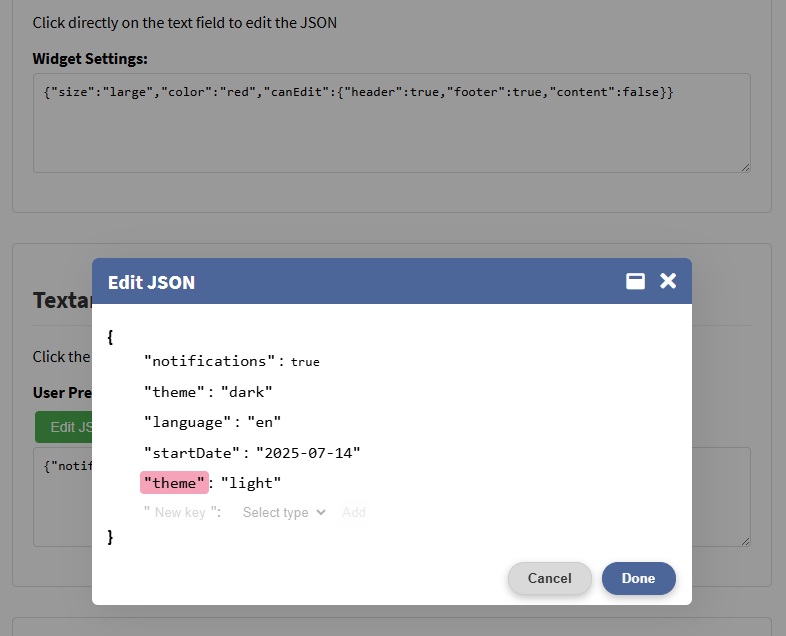 Click directly on the text field to edit the JSON
Widget Settings:
{"size":"large","color":"red","canEdit":{"header":true,"footer":true,"content":false}}
Edit JSON
Textar
{
"notifications": true
Click the
"theme": "dark"
User Pre
"language": "en"
Edit JS
"startDate": "2025-07-14"
{"notif
"theme": "light"
" New key ": Select type Add
}
Cancel Done